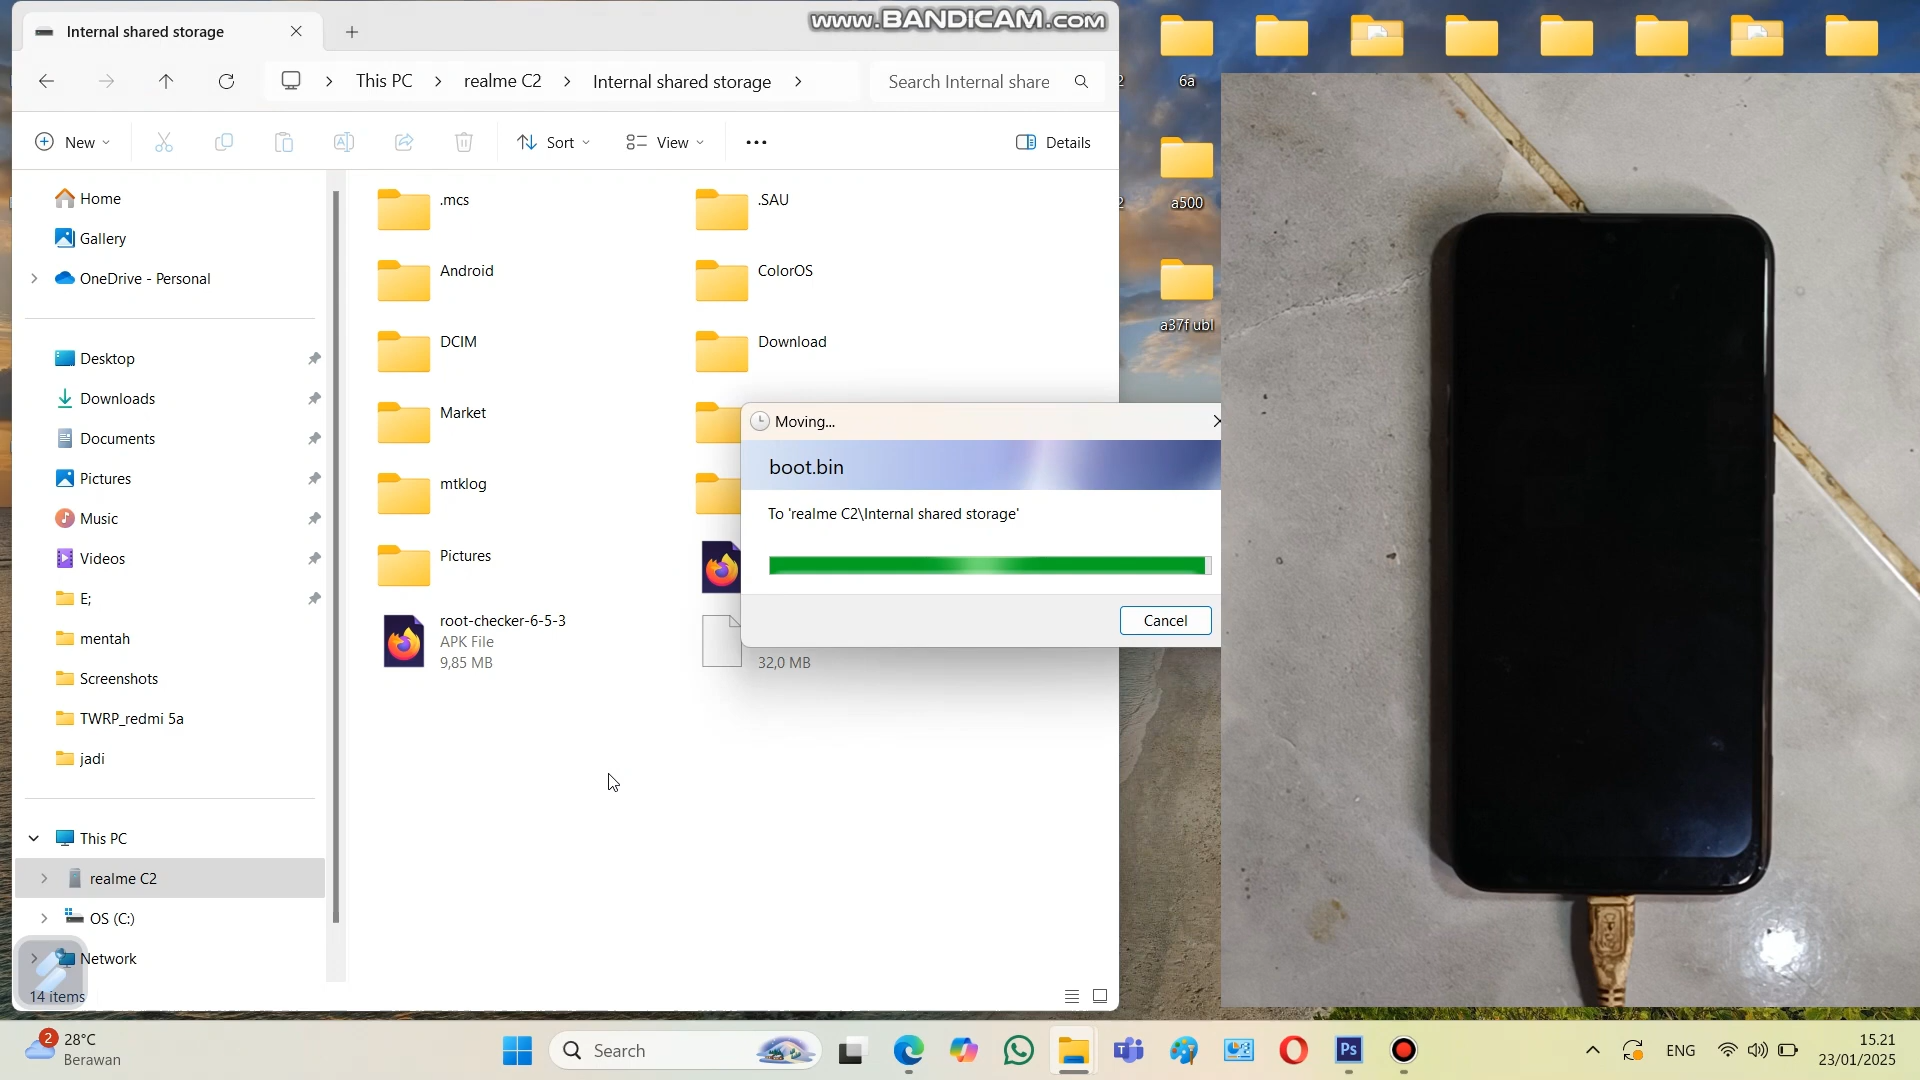 Internal shared storage
www.BANDICAM.com
This PC
realme C2
Internal shared storage
Search Internal share
New
Sort
View
Details
Home
Gallery
OneDrive - Personal
Desktop
Downloads
Documents
Pictures
Music
Videos
E;
mentah
Screenshots
TWRP_redmi 5a
jadi
This PC
realme C2
OS (C:)
Network
14 items
.mcs
.SAU
Android
ColorOS
DCIM
Download
Market
mtklog
Pictures
root-checker-6-5-3
APK File
9,85 MB
32,0 MB
Moving...
boot.bin
To 'realme C2\Internal shared storage'
Cancel
6a
2
a500
2
a37f ubl
2
28°C
Berawan
Search
Ps
ENG
15.21
23/01/2025